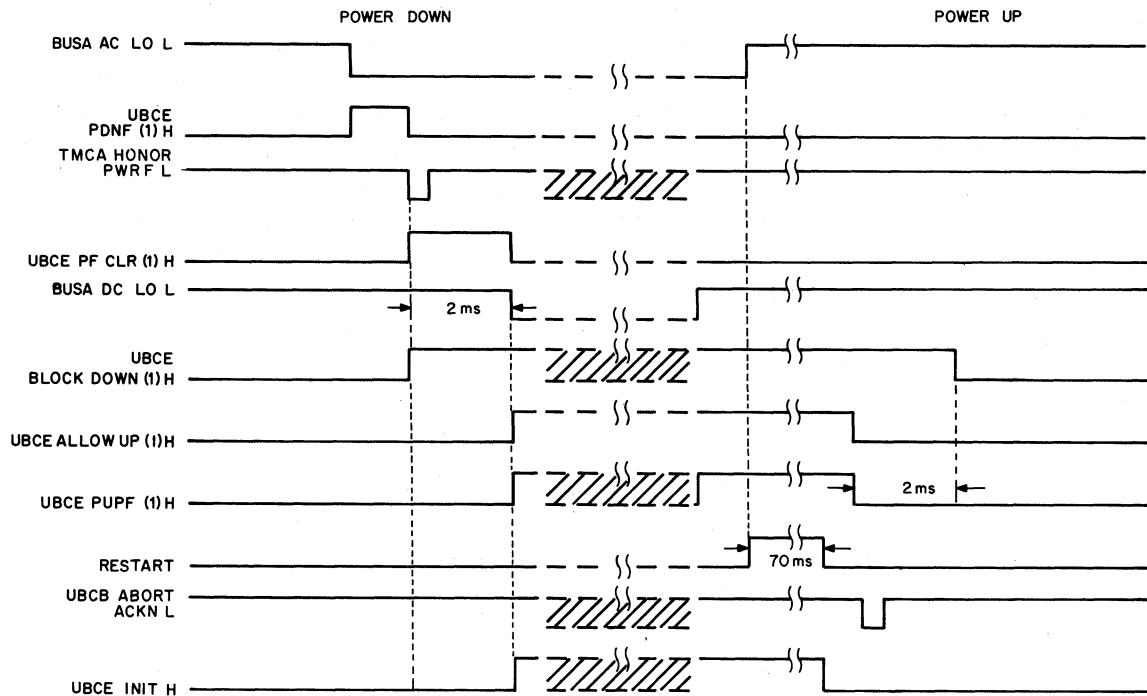 POWER DOWN
POWER UP
BUSA AC LO L
UBCE
PDNF (1) H
TMCA HONOR
PWRF L
UBCE PF CLR (1) H
BUSA DC LO L
2 ms
UBCE
BLOCK DOWN (1) H
UBCE ALLOW UP (1) H
UBCE PUPF (1) H
2 ms
RESTART
70 ms
UBCB ABORT
ACKN L
UBCE INIT H